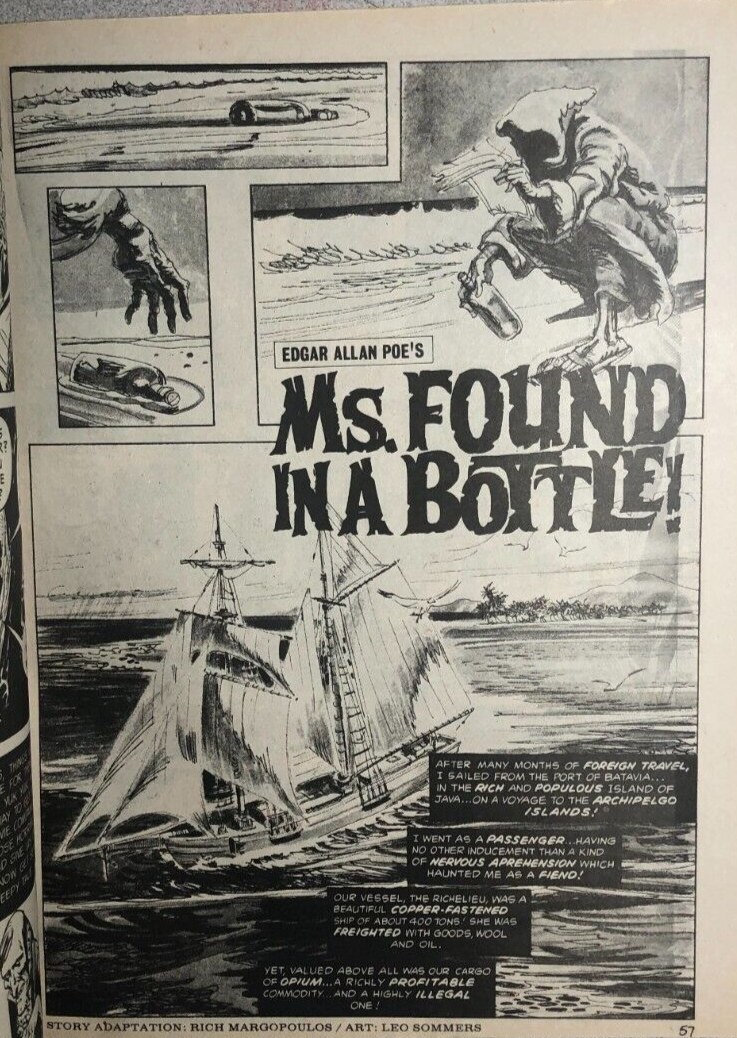 EDGAR ALLAN POE'S
Ms. FOUND
IN A BOTTLE!
AFTER MANY MONTHS OF FOREIGN TRAVEL,
I SAILED FROM THE PORT OF BATAVIA...
IN THE RICH AND POPULOUS ISLAND OF
JAVA...ON A VOYAGE TO THE ARCHIPELGO
ISLANDS!
I WENT AS A PASSENGER...HAVING
NO OTHER INDUCEMENT THAN A KIND
OF NERVOUS APREHENSION WHICH
HAUNTED ME AS A FIEND!
OUR VESSEL, THE RICHELIEU, WAS A
BEAUTIFUL COPPER-FASTENED
SHIP OF ABOUT 400 TONS! SHE WAS
FREIGHTED WITH GOODS, WOOL
AND OIL.
YET, VALUED ABOVE ALL WAS OUR CARGO
OF OPIUM...A RICHLY PROFITABLE
COMMODITY...AND A HIGHLY ILLEGAL
ONE!
STORY ADAPTATION: RICH MARGOPOULOS / ART: LEO SOMMERS
57